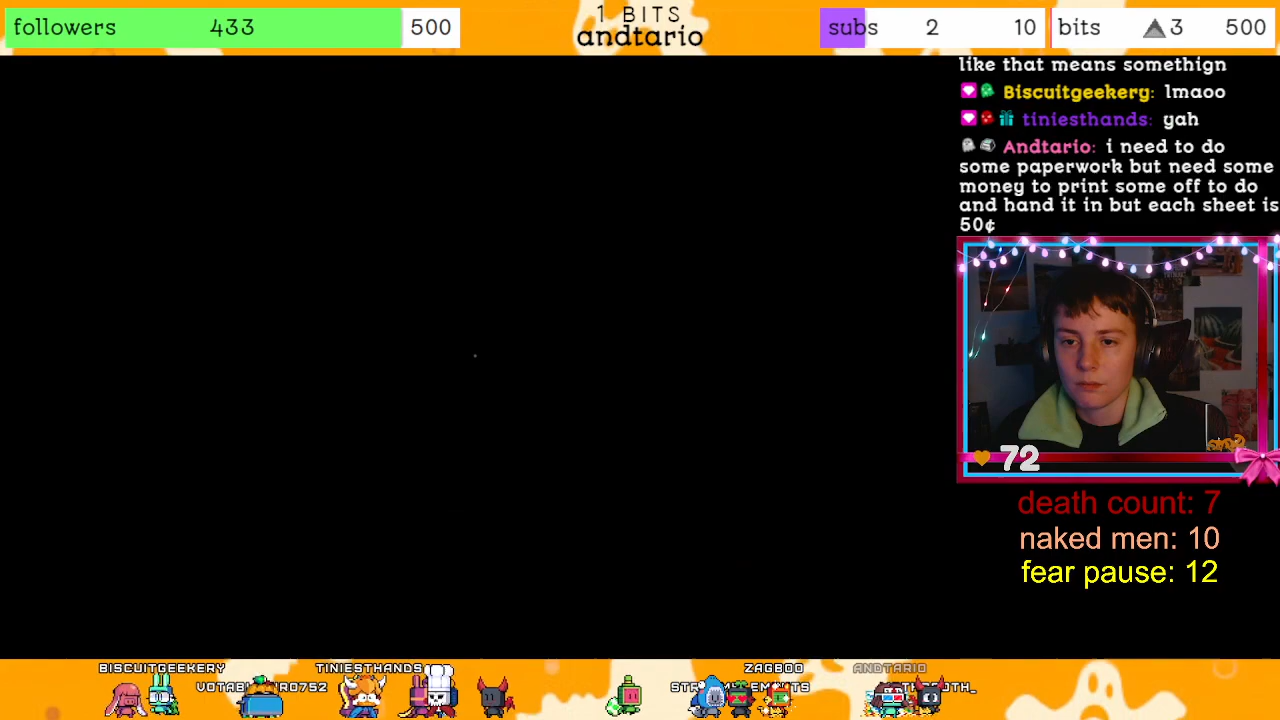 followers 433 500
1 BITS
andtario
subs 2 10
bits 3 500
like that means somethign
Biscuitgeekery: lmaoo
tiniesthands: yah
Andtario: i need to do
some paperwork but need some
money to print some off to do
and hand it in but each sheet is
50¢
72
death count: 7
naked men: 10
fear pause: 12
BISCUITGEEKERY
TINIESTHANDS
ZAGBOO
ANDTARIO